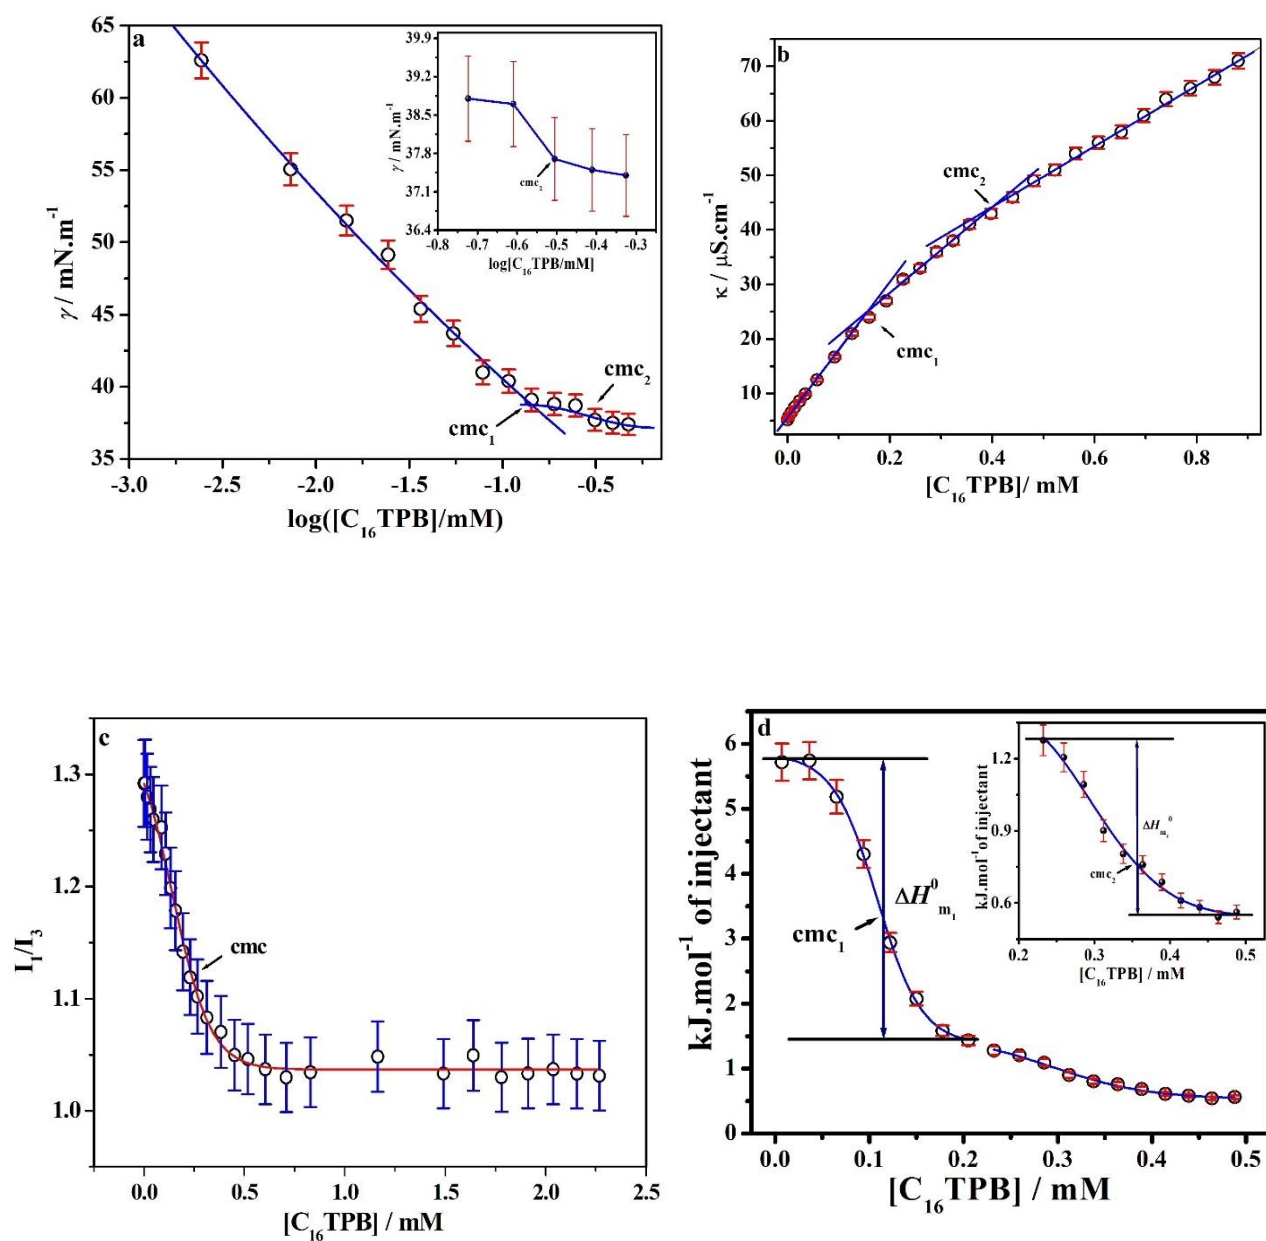 a
γ / mN.m⁻¹
65
60
55
50
45
40
35
-3.0
-2.5
-2.0
-1.5
-1.0
-0.5
log([C₁₆TPB]/mM)
cmc₁
cmc₂
γ / mN.m⁻¹
39.9
39.2
38.5
37.8
37.1
36.4
-0.8
-0.7
-0.6
-0.5
-0.4
-0.3
log[C₁₆TPB/mM]
cmc₂
b
κ / μS.cm⁻¹
70
60
50
40
30
20
10
0.0
0.2
0.4
0.6
0.8
[C₁₆TPB]/ mM
cmc₂
cmc₁
c
I₁/I₃
1.3
1.2
1.1
1.0
0.0
0.5
1.0
1.5
2.0
2.5
[C₁₆TPB] / mM
cmc
d
kJ.mol⁻¹ of injectant
6
5
4
3
2
1
0
0.0
0.1
0.2
0.3
0.4
0.5
[C₁₆TPB] / mM
cmc₁
ΔH⁰m₁
kJ.mol⁻¹of injectant
1.2
0.9
0.6
0.2
0.3
0.4
0.5
[C₁₆TPB] / mM
ΔHm₁⁰
cmc₂